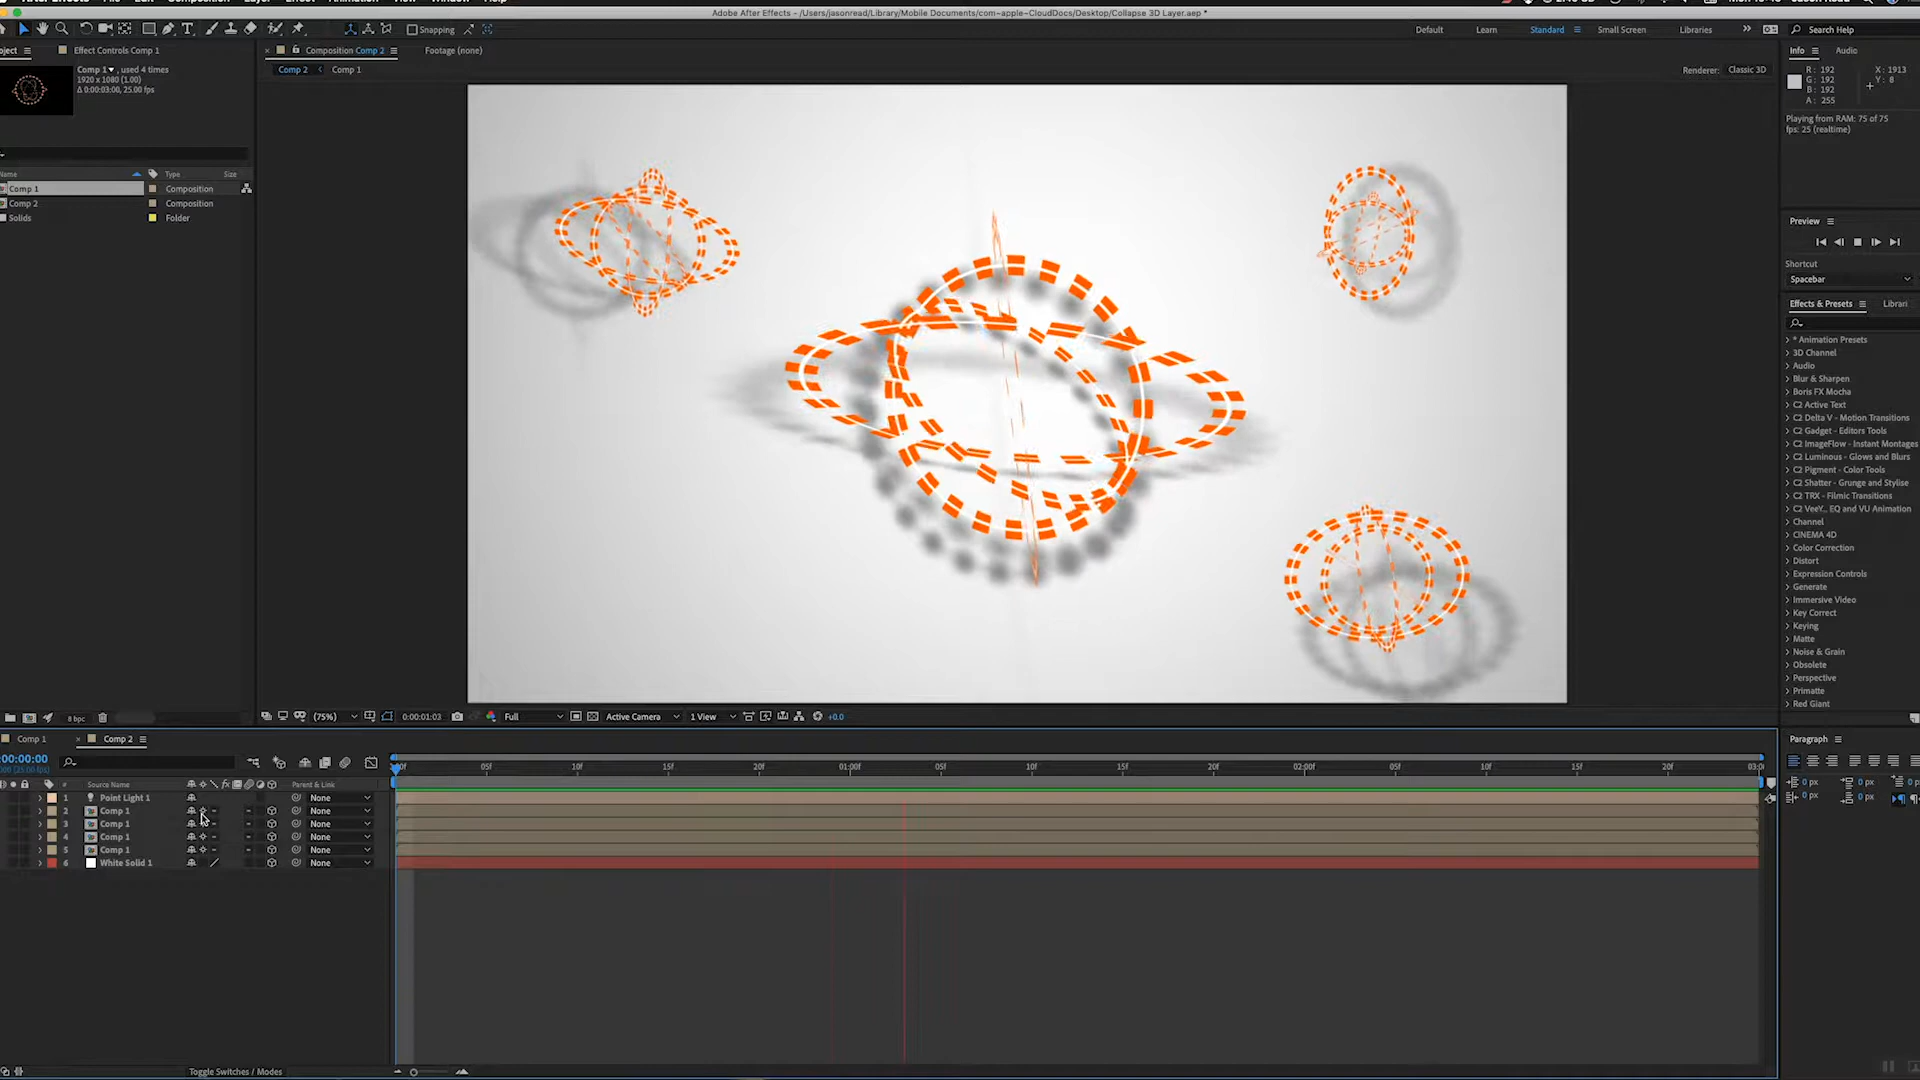 Adobe After Effects – /Users/jasonread/Library/Mobile Documents/com~apple~CloudDocs/Desktop/Collapse 3D Layer.aep *
Snapping
Default
Learn
Standard
Small Screen
Libraries
Search Help
Effect Controls Comp 1
Composition Comp 2
Footage (none)
Info
Audio
Comp 1 , used 4 times
1920 x 1080 (1.00)
Δ 0:00:03:00, 25.00 fps
Comp 2
Comp 1
Renderer:
Classic 3D
R : 192
G : 192
B : 192
A : 255
X : 1913
Y : 8
Playing from RAM: 75 of 75
fps: 25 (realtime)
Name
Type
Size
Comp 1
Composition
Comp 2
Composition
Solids
Folder
Preview
Shortcut
Spacebar
Effects & Presets
Librari
* Animation Presets
3D Channel
Audio
Blur & Sharpen
Boris FX Mocha
C2 Active Text
C2 Delta V - Motion Transitions
C2 Gadget - Editors Tools
C2 ImageFlow - Instant Montages
C2 Luminous - Glows and Blurs
C2 Pigment - Color Tools
C2 Shatter - Grunge and Stylise
C2 TRX - Filmic Transitions
C2 VeeY.. EQ and VU Animation
Channel
CINEMA 4D
Color Correction
Distort
Expression Controls
Generate
Immersive Video
Key Correct
Keying
Matte
Noise & Grain
Obsolete
Perspective
Primatte
Red Giant
8 bpc
(75%)
0:00:01:03
Full
Active Camera
1 View
+0.0
Comp 1
Comp 2
Paragraph
:00:00:00
05f
10f
15f
20f
01:00f
05f
10f
15f
20f
02:00f
05f
10f
15f
20f
#
Source Name
Parent & Link
1
Point Light 1
None
2
Comp 1
None
3
Comp 1
None
4
Comp 1
None
5
Comp 1
None
6
White Solid 1
None
0 px
0 px
0 px
0 px
Toggle Switches / Modes